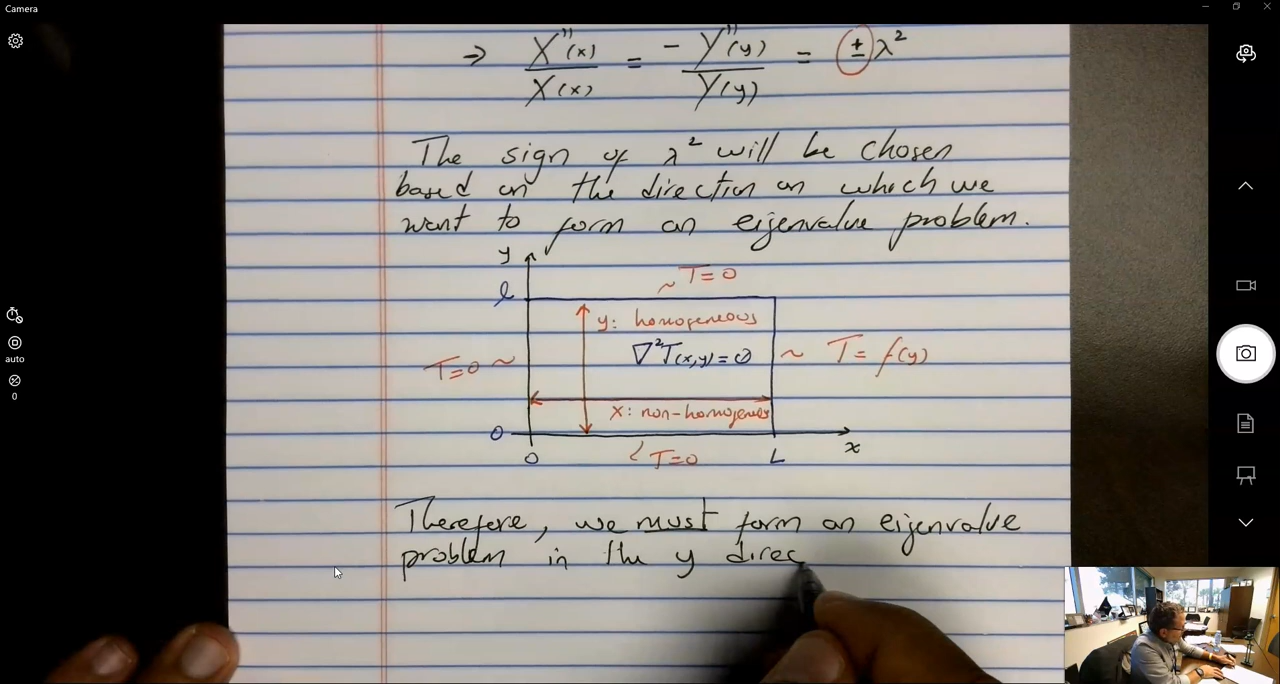 Camera
→ X"(x)/X(x) = -Y"(y)/Y(y) = ± λ²
The sign of λ² will be chosen
based on the direction on which we
want to form an eigenvalue problem.
y
l
~ T=0
y: homogeneous
∇²T(x,y)=0
T=0 ~
~ T= f(y)
x: non-homogeneous
0
x
0
T=0
L
Therefore, we must form an eigenvalue
problem in the y direc
auto
0